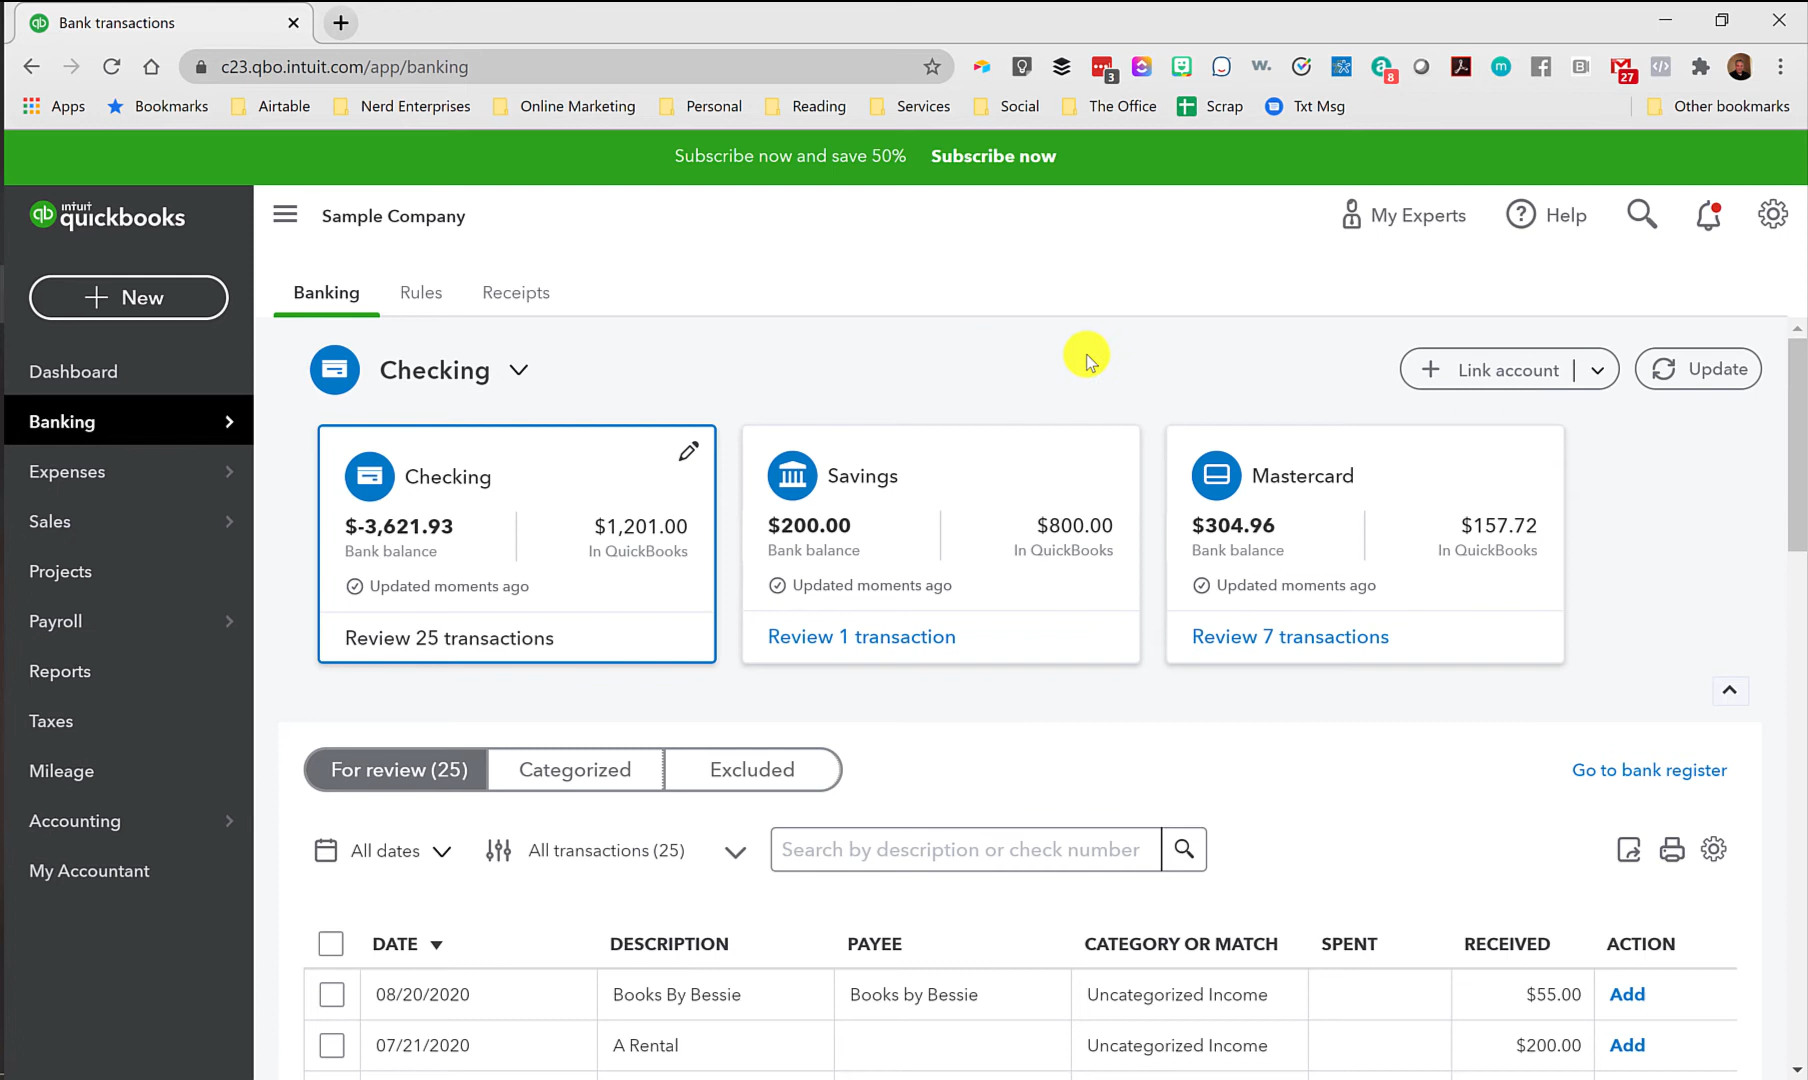 Bank transactions
c23.qbo.intuit.com/app/banking
3 w. 8 m B 27
Apps Bookmarks Airtable Nerd Enterprises Online Marketing Personal Reading Services Social The Office Scrap Txt Msg Other bookmarks
Subscribe now and save 50% Subscribe now
qb intuit quickbooks
Sample Company
My Experts Help
New
Banking Rules Receipts
Dashboard
Banking
Expenses
Sales
Projects
Payroll
Reports
Taxes
Mileage
Accounting
My Accountant
Checking
Link account Update
Checking
$-3,621.93 $1,201.00
Bank balance In QuickBooks
Updated moments ago
Review 25 transactions
Savings
$200.00 $800.00
Bank balance In QuickBooks
Updated moments ago
Review 1 transaction
Mastercard
$304.96 $157.72
Bank balance In QuickBooks
Updated moments ago
Review 7 transactions
For review (25) Categorized Excluded Go to bank register
All dates All transactions (25) Search by description or check number
DATE DESCRIPTION PAYEE CATEGORY OR MATCH SPENT RECEIVED ACTION
08/20/2020 Books By Bessie Books by Bessie Uncategorized Income $55.00 Add
07/21/2020 A Rental Uncategorized Income $200.00 Add